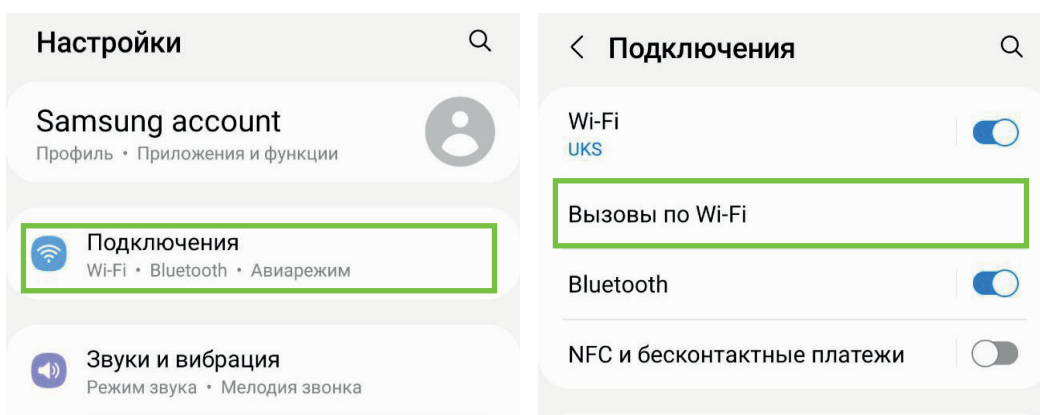 Настройки
Samsung account
Профиль • Приложения и функции
Подключения
Wi-Fi • Bluetooth • Авиарежим
Звуки и вибрация
Режим звука • Мелодия звонка
Подключения
Wi-Fi
UKS
Вызовы по Wi-Fi
Bluetooth
NFC и бесконтактные платежи